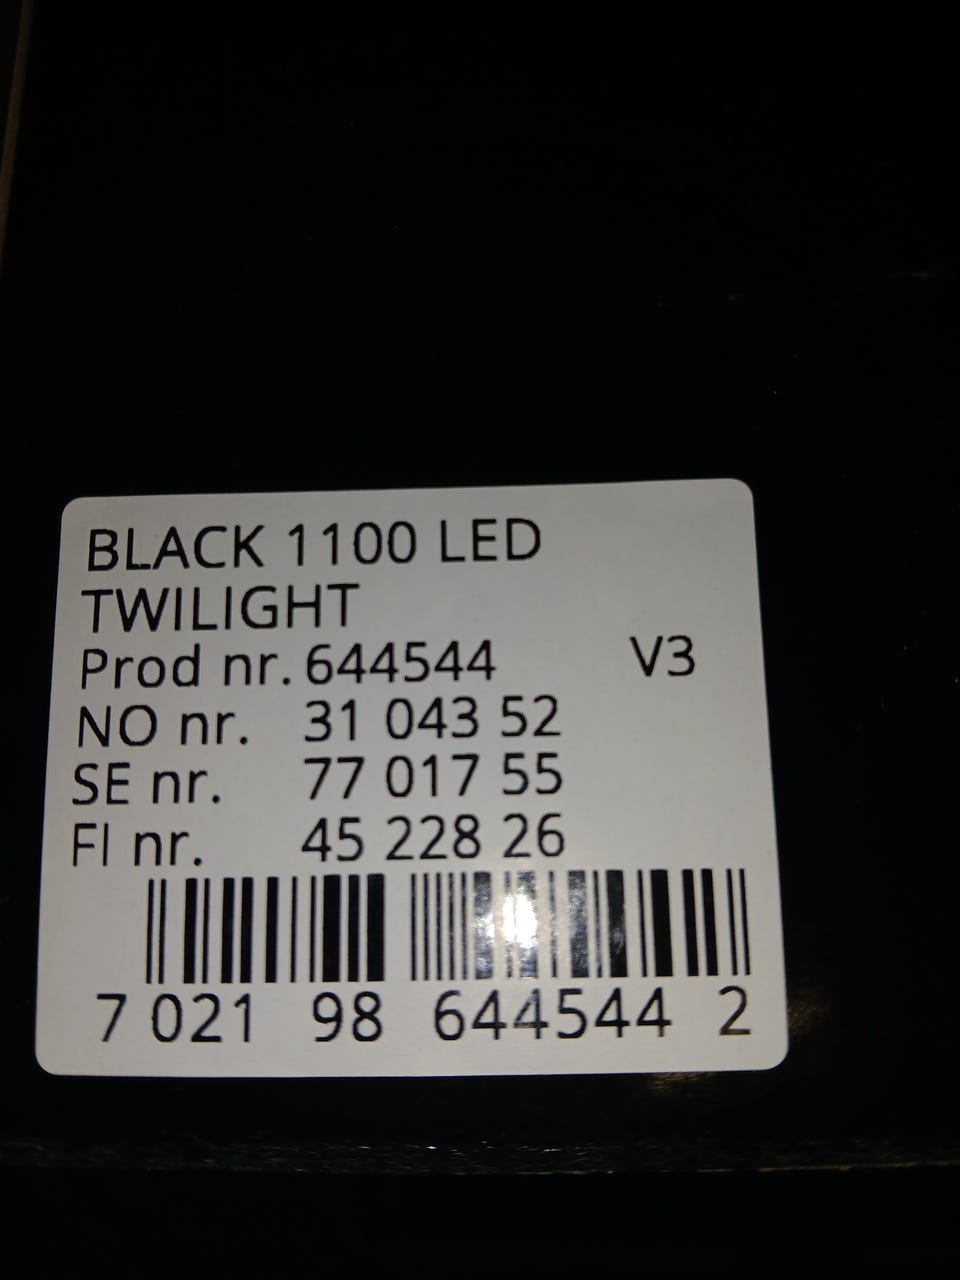 BLACK 1100 LED
TWILIGHT
Prod nr. 644544 V3
NO nr. 31 043 52
SE nr. 77 017 55
FI nr. 45 228 26
7 021 98 644544 2